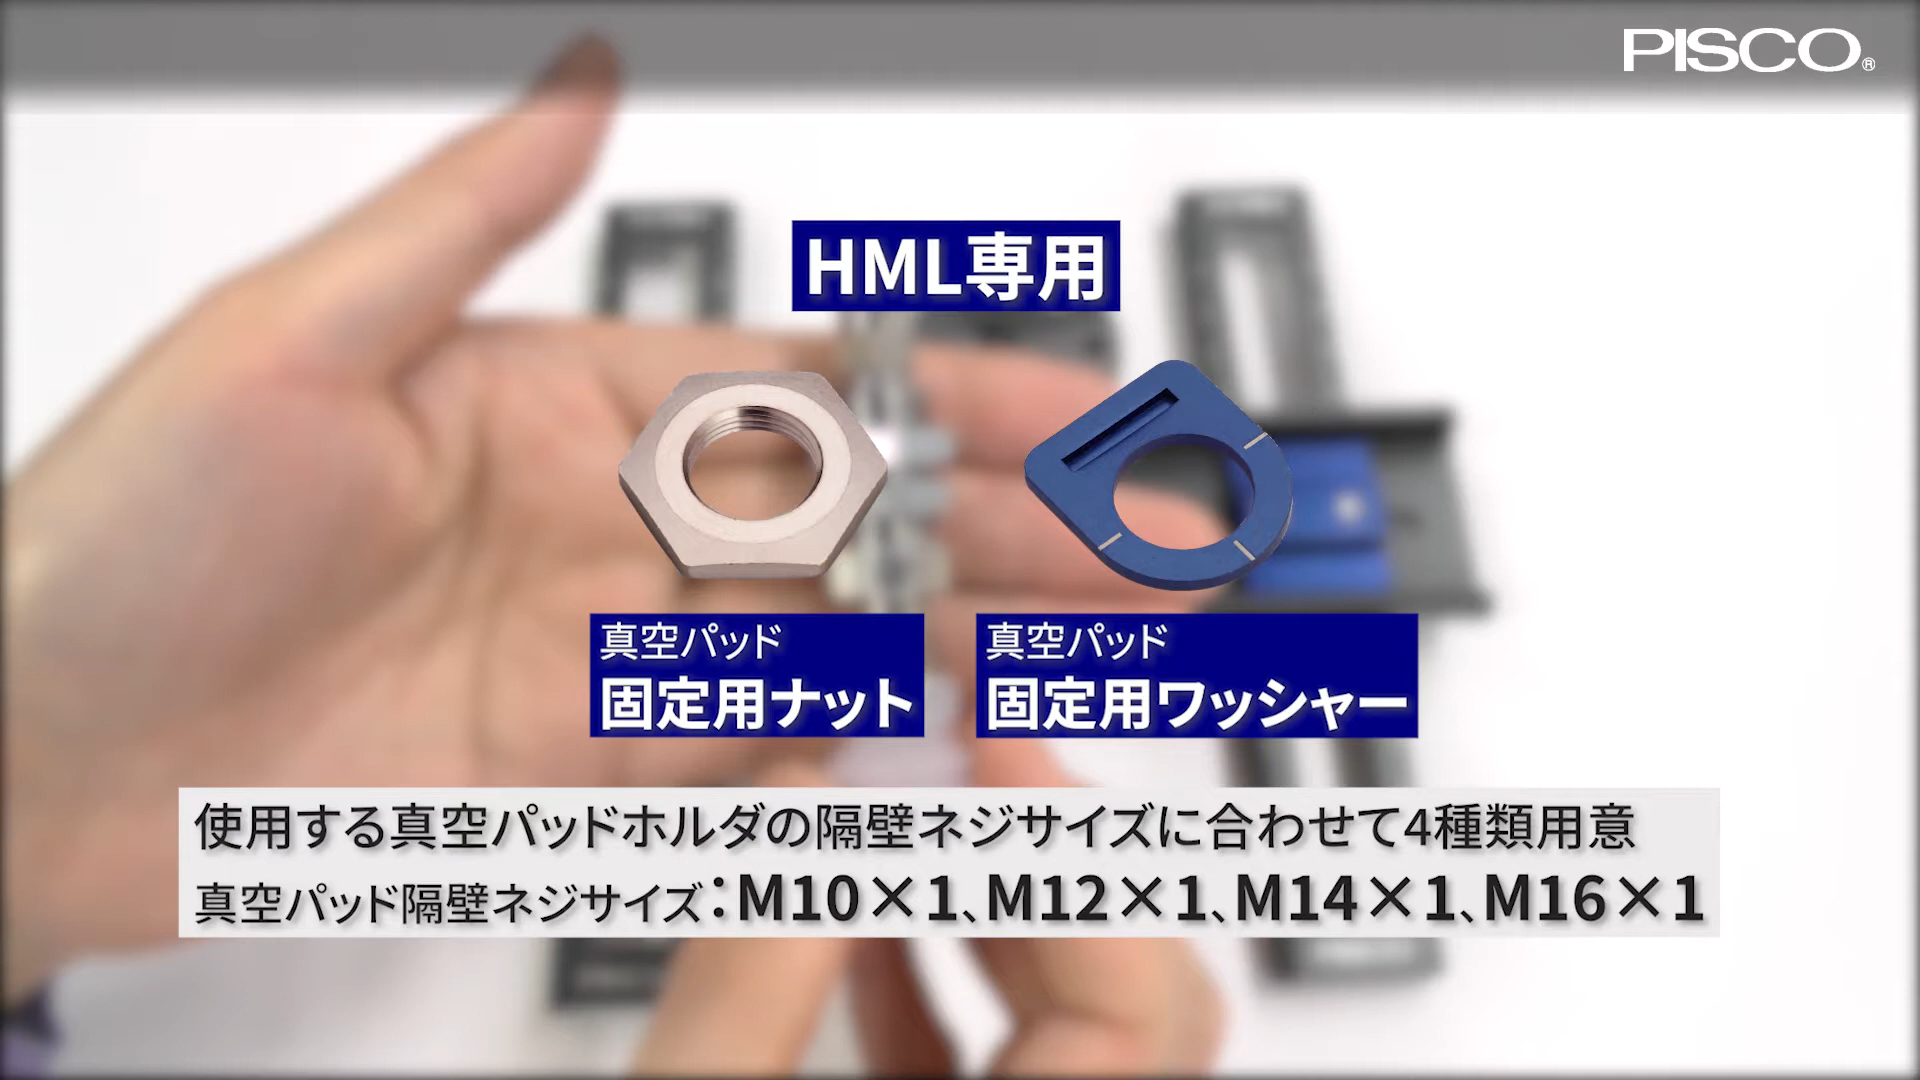 PISCO®
HML専用
真空パッド
固定用ナット
真空パッド
固定用ワッシャー
使用する真空パッドホルダの隔壁ネジサイズに合わせて4種類用意
真空パッド隔壁ネジサイズ：M10×1、M12×1、M14×1、M16×1